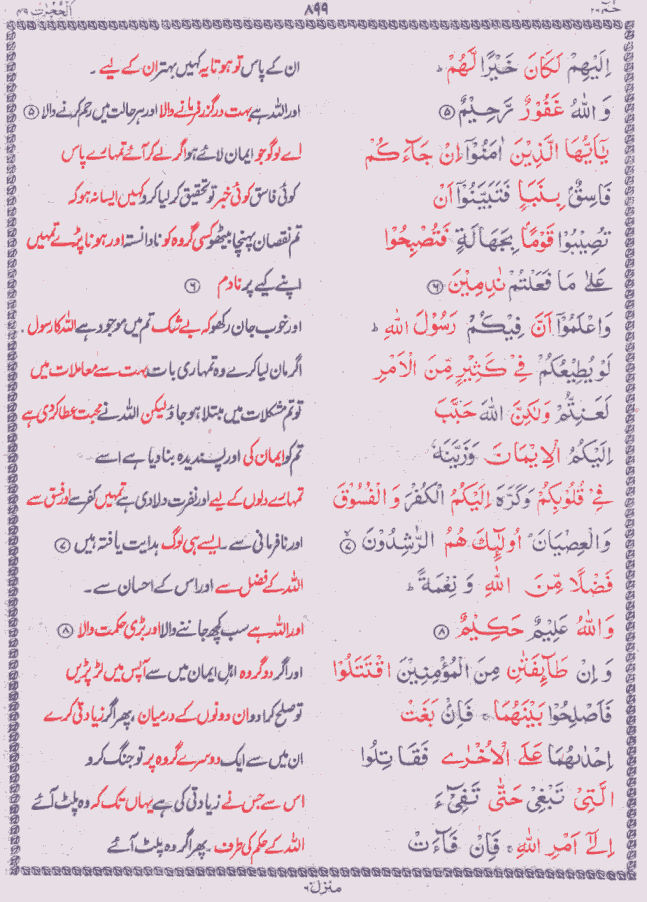 حٰمٓ ٢٦ ٨٩٩ اَلْحُجُرٰت ٤٩
اِلَيْهِمْ لَكَانَ خَيْرًا لَّهُمْ ؕ ان کے پاس تو ہوتا یہ کہیں بہتر ان کے لیے ۔
وَ اللّٰهُ غَفُوْرٌ رَّحِيْمٌ ۝۵ اور اللہ ہے بہت درگزر فرمانے والا اور ہر حالت میں رحم کرنے والا ۝۵
يٰۤاَيُّهَا الَّذِيْنَ اٰمَنُوْۤا اِنْ جَآءَكُمْ اے لوگو جو ایمان لائے ہو اگر لے کر آئے تمہارے پاس
فَاسِقٌۢ بِنَبَاٍ فَتَبَيَّنُوْۤا اَنْ کوئی فاسق کوئی خبر تو تحقیق کر لیا کرو کہیں ایسا نہ ہو کہ
تُصِيْبُوْا قَوْمًۢا بِجَهَالَةٍ فَتُصْبِحُوْا تم نقصان پہنچا بیٹھو کسی گروہ کو نادانستہ اور ہونا پڑے تمہیں
عَلٰى مَا فَعَلْتُمْ نٰدِمِيْنَ ۝۶ اپنے کیے پر نادم ۝۶
وَاعْلَمُوْۤا اَنَّ فِيْكُمْ رَسُوْلَ اللّٰهِ ؕ اور خوب جان رکھو کہ بے شک تم میں موجود ہے اللہ کا رسول ۔
لَوْ يُطِيْعُكُمْ فِيْ كَثِيْرٍ مِّنَ الْاَمْرِ اگر مان لیا کرے وہ تمہاری بات بہت سے معاملات میں
لَعَنِتُّمْ وَلٰكِنَّ اللّٰهَ حَبَّبَ تو تم مشکلات میں مبتلا ہو جاؤ لیکن اللہ نے محبت عطا کر دی ہے
اِلَيْكُمُ الْاِيْمَانَ وَزَيَّنَهٗ تم کو ایمان کی اور پسندیدہ بنا دیا ہے اسے
فِيْ قُلُوْبِكُمْ وَكَرَّهَ اِلَيْكُمُ الْكُفْرَ وَالْفُسُوْقَ تمہارے دلوں کے لیے اور نفرت دلا دی ہے تمہیں کفر سے اور فسق سے
وَالْعِصْيَانَ ؕ اُولٰٓئِكَ هُمُ الرّٰشِدُوْنَ ۝۷ اور نافرمانی سے ۔ ایسے ہی لوگ ہدایت یافتہ ہیں ۝۷
فَضْلًا مِّنَ اللّٰهِ وَ نِعْمَةً ؕ اللہ کے فضل سے اور اس کے احسان سے ۔
وَاللّٰهُ عَلِيْمٌ حَكِيْمٌ ۝۸ اور اللہ ہے سب کچھ جاننے والا اور بڑی حکمت والا ۝۸
وَ اِنْ طَآئِفَتٰنِ مِنَ الْمُؤْمِنِيْنَ اقْتَتَلُوْا اور اگر دو گروہ اہل ایمان میں سے آپس میں لڑ پڑیں
فَاَصْلِحُوْا بَيْنَهُمَا ۚ فَاِنْۢ بَغَتْ تو صلح کرا دو ان دونوں کے درمیان ، پھر اگر زیادتی کرے
اِحْدٰىهُمَا عَلَى الْاُخْرٰى فَقَاتِلُوا ان میں سے ایک دوسرے گروہ پر تو جنگ کرو
الَّتِيْ تَبْغِيْ حَتّٰى تَفِيْٓءَ اس سے جس نے زیادتی کی ہے یہاں تک کہ وہ پلٹ آئے
اِلٰۤى اَمْرِ اللّٰهِ ۚ فَاِنْ فَآءَتْ اللہ کے حکم کی طرف ۔ پھر اگر وہ پلٹ آئے
منزل ٦